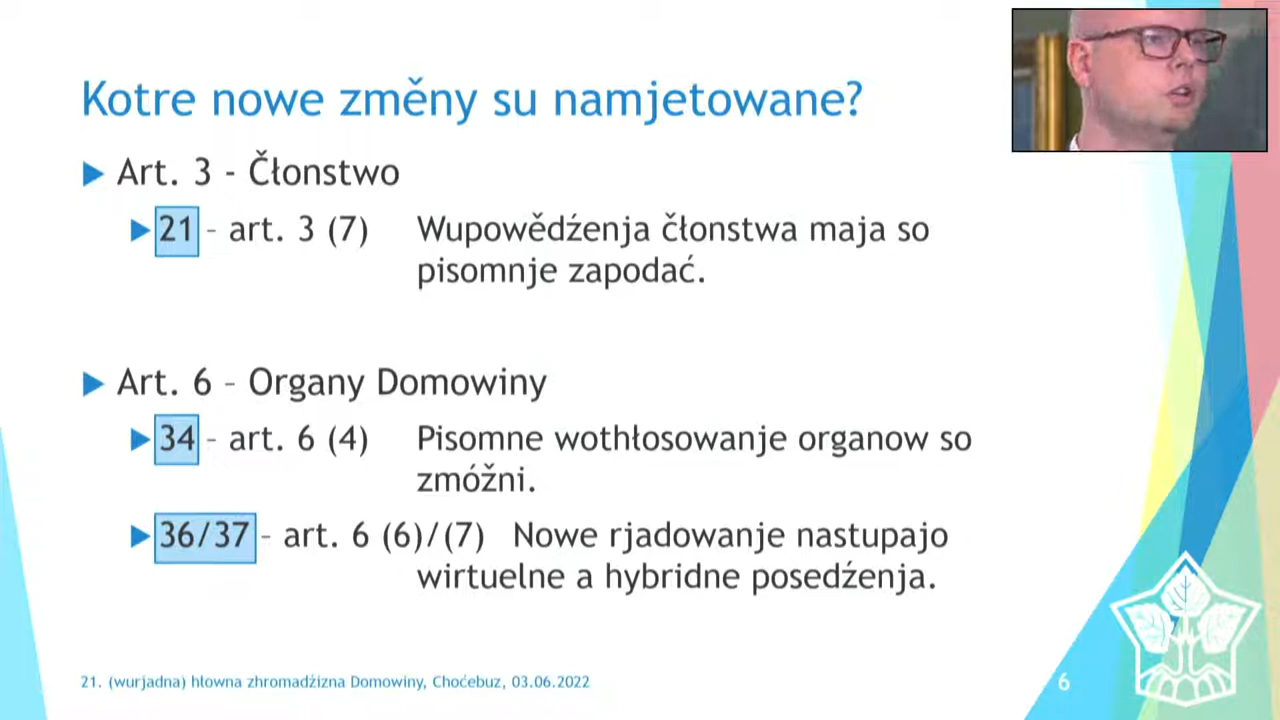 Kotre nowe změny su namjetowane?
Art. 3 - Čłonstwo
21 - art. 3 (7) Wupowědźenja čłonstwa maja so
pisomnje zapodać.
Art. 6 - Organy Domowiny
34 - art. 6 (4) Pisomne wothłosowanje organow so
zmóžni.
36/37 - art. 6 (6)/(7) Nowe rjadowanje nastupajo
wirtuelne a hybridne posedźenja.
21. (wurjadna) hłowna zhromadźizna Domowiny, Choćebuz, 03.06.2022
6